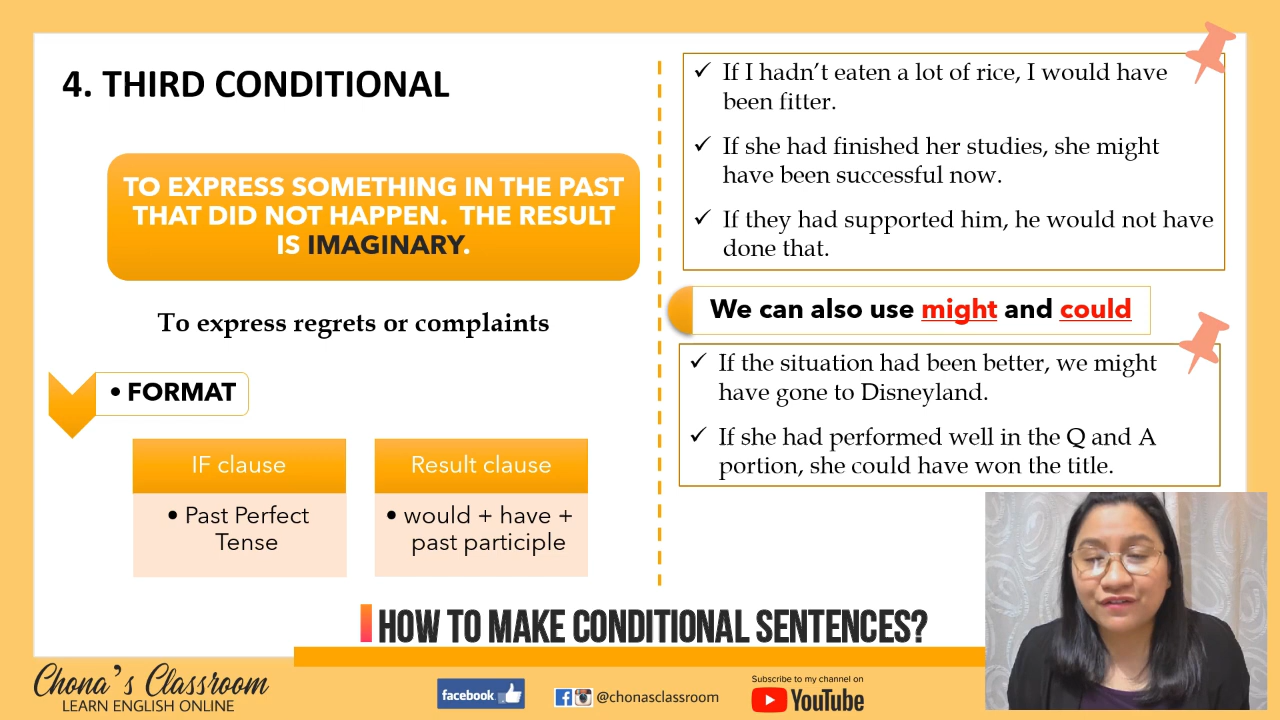 4. THIRD CONDITIONAL
TO EXPRESS SOMETHING IN THE PAST
THAT DID NOT HAPPEN. THE RESULT
IS IMAGINARY.
To express regrets or complaints
• FORMAT
IF clause
• Past Perfect
Tense
Result clause
• would + have +
past participle
✓ If I hadn’t eaten a lot of rice, I would have
been fitter.
✓ If she had finished her studies, she might
have been successful now.
✓ If they had supported him, he would not have
done that.
We can also use might and could
✓ If the situation had been better, we might
have gone to Disneyland.
✓ If she had performed well in the Q and A
portion, she could have won the title.
HOW TO MAKE CONDITIONAL SENTENCES?
Chona's Classroom
LEARN ENGLISH ONLINE
facebook
f
@chonasclassroom
Subscribe to my channel on
YouTube